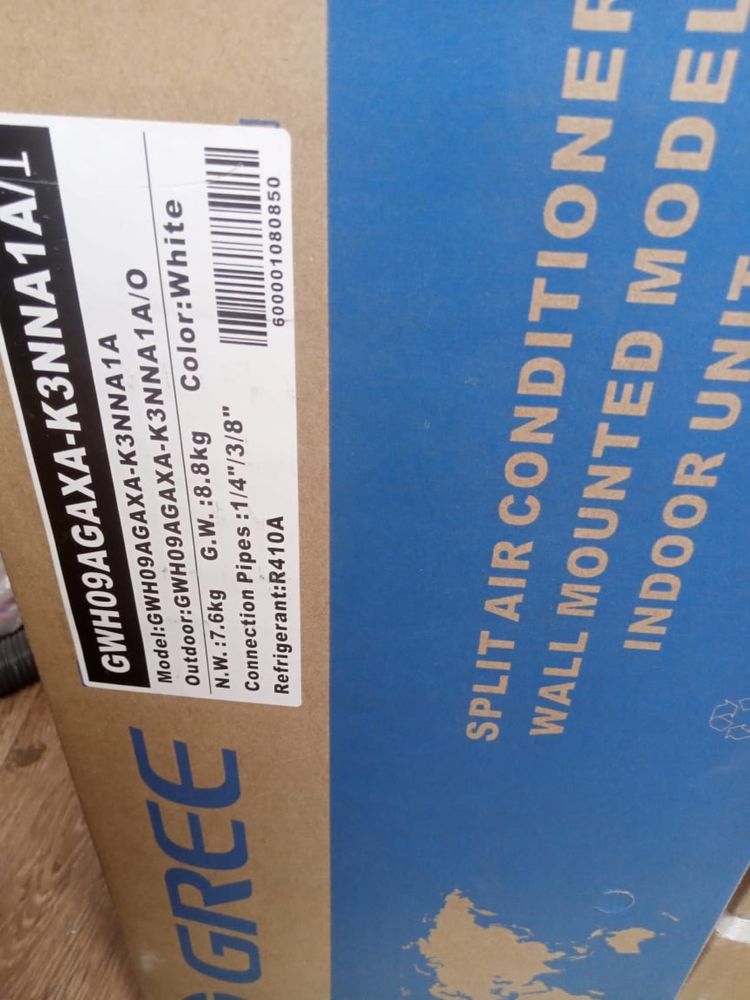 GWH09AGAXA-K3NNA1A/I
Model:GWH09AGAXA-K3NNA1A
Outdoor:GWH09AGAXA-K3NNA1A/O
N.W.:7.6kg G.W.:8.8kg Color:White
Connection Pipes:1/4"/3/8"
Refrigerant:R410A
600001080850
GREE
SPLIT AIR CONDITIONER
WALL MOUNTED MODEL
INDOOR UNIT